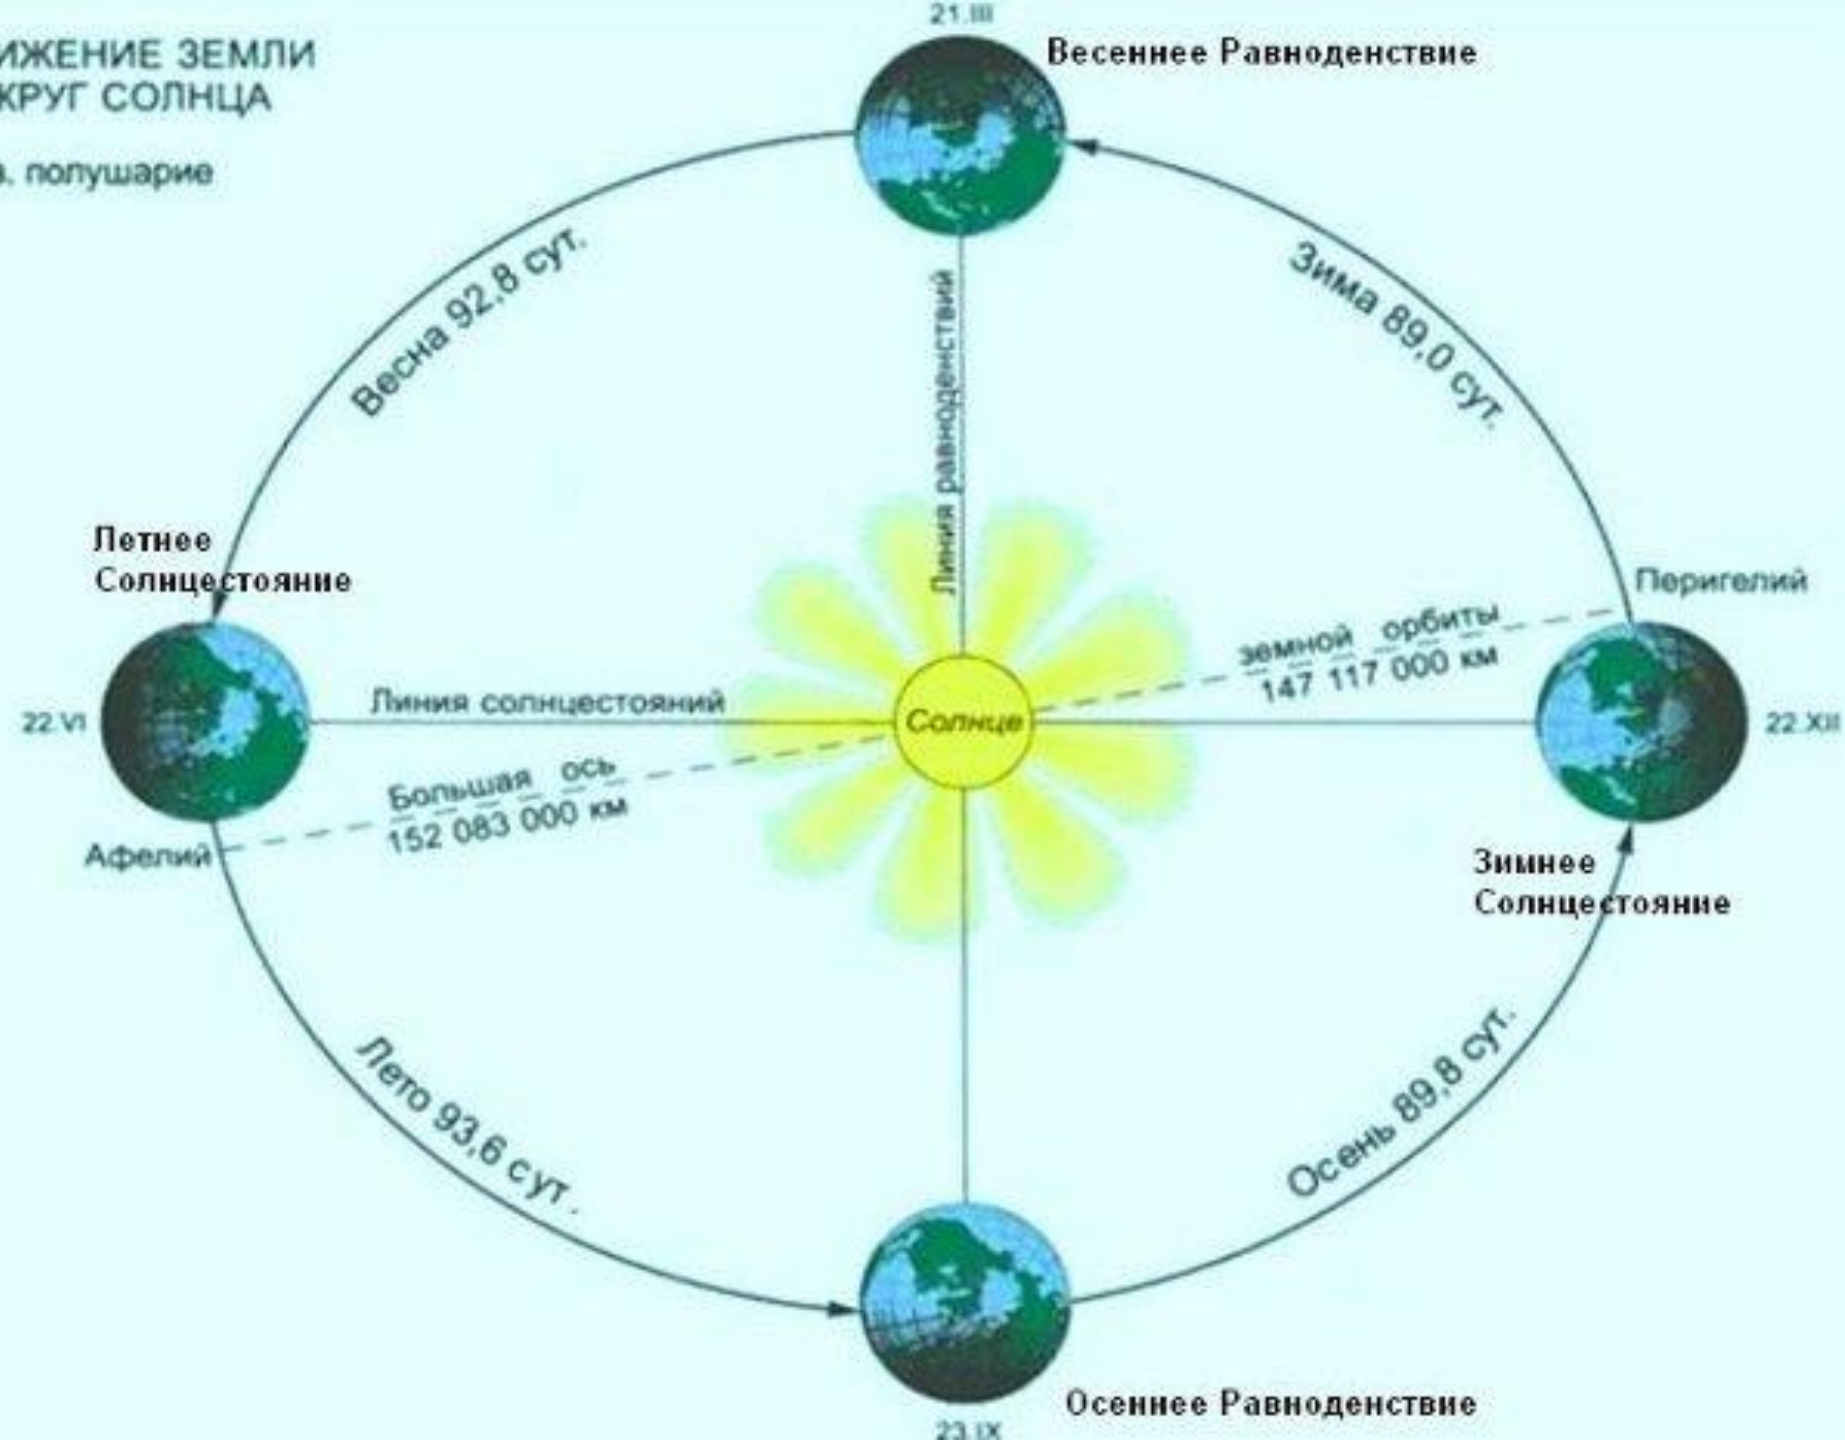 21.III
Весеннее Равноденствие
ИЖЕНИЕ ЗЕМЛИ
КРУГ СОЛНЦА
в. полушарие
Весна 92,8 сут.
Зима 89,0 сут.
Линия равноденствий
Летнее
Солнцестояние
Перигелий
земной орбиты
147 117 000 км
Линия солнцестояний
Солнце
22.VI
22.XII
Большая ось
152 083 000 км
Афелий
Зимнее
Солнцестояние
Лето 93,6 сут.
Осень 89,8 сут.
Осеннее Равноденствие
23.IX